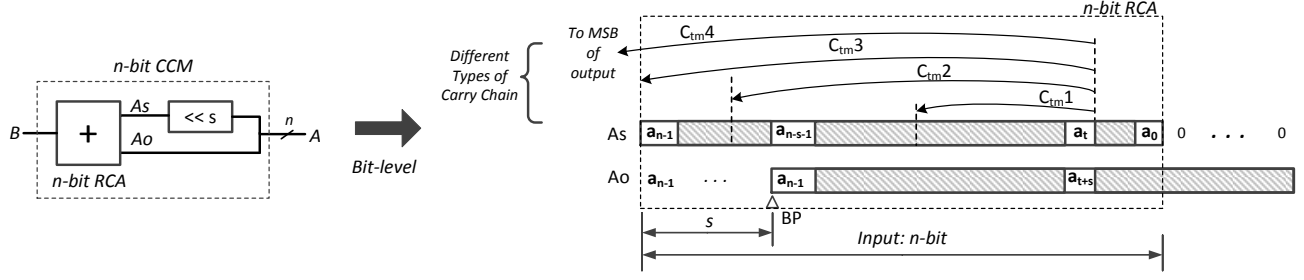 n-bit CCM
B
+
As
<< s
Ao
n
A
n-bit RCA
Bit-level
Different
Types of
Carry Chain
To MSB
of
output
n-bit RCA
Ctm4
Ctm3
Ctm2
Ctm1
As
an-1
an-s-1
at
a0
0 . . . 0
Ao
an-1
. . .
an-1
at+s
BP
s
Input: n-bit